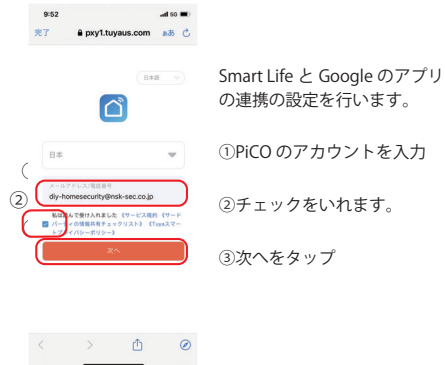 9:52
5G
完了
pxy1.tuyaus.com
ああ
日本語
日本
メールアドレス/電話番号
diy-homesecurity@nsk-sec.co.jp
②
私は読んで受け入れました 《サービス規約 《サード
パーティの情報共有チェックリスト》 《Tuyaスマー
トプライバシーポリシー》
次へ
Smart Life と Google のアプリ
の連携の設定を行います。
①PiCO のアカウントを入力
②チェックをいれます。
③次へをタップ